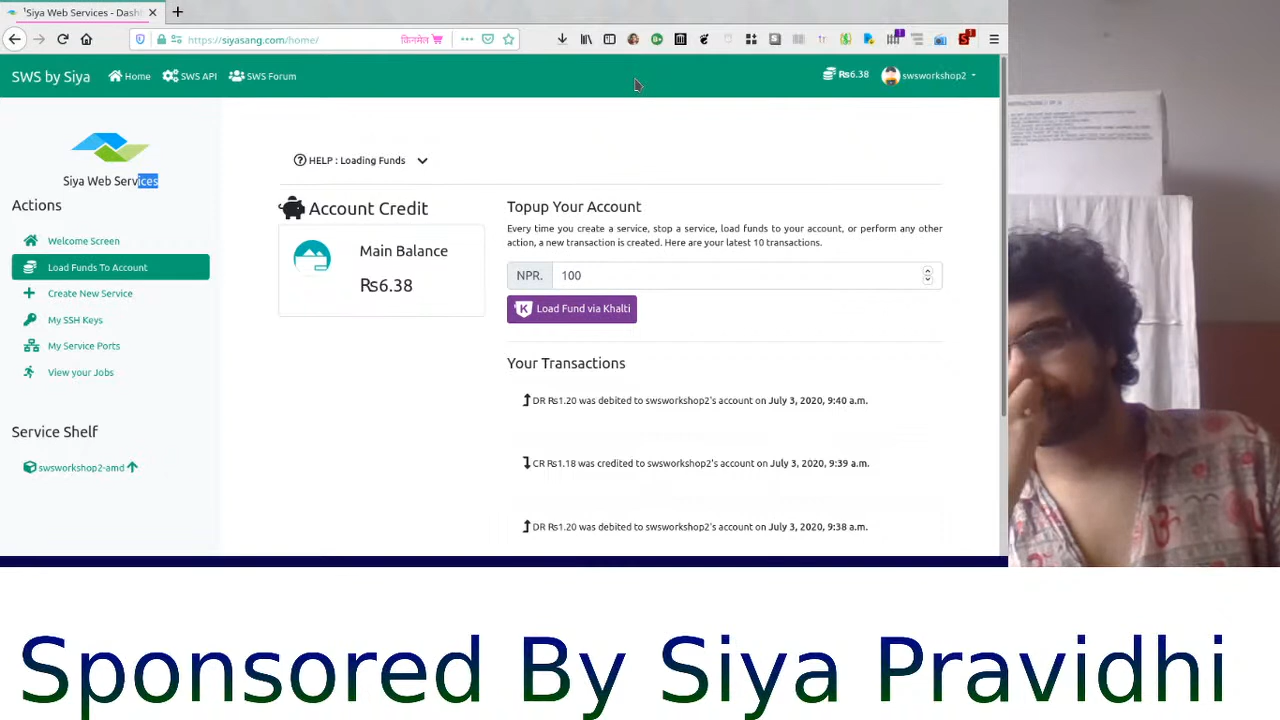 'Siya Web Services - Dash
https://siyasang.com/home/
किनमेल
SWS by Siya
Home
SWS API
SWS Forum
Rs6.38
swsworkshop2
Siya Web Services
Actions
Welcome Screen
Load Funds To Account
Create New Service
My SSH Keys
My Service Ports
View your Jobs
Service Shelf
swsworkshop2-amd
HELP : Loading Funds
Account Credit
Main Balance
Rs6.38
Topup Your Account
Every time you create a service, stop a service, load funds to your account, or perform any other
action, a new transaction is created. Here are your latest 10 transactions.
NPR. 100
Load Fund via Khalti
Your Transactions
DR Rs1.20 was debited to swsworkshop2's account on July 3, 2020, 9:40 a.m.
CR Rs1.18 was credited to swsworkshop2's account on July 3, 2020, 9:39 a.m.
DR Rs1.20 was debited to swsworkshop2's account on July 3, 2020, 9:38 a.m.
Sponsored By Siya Pravidhi